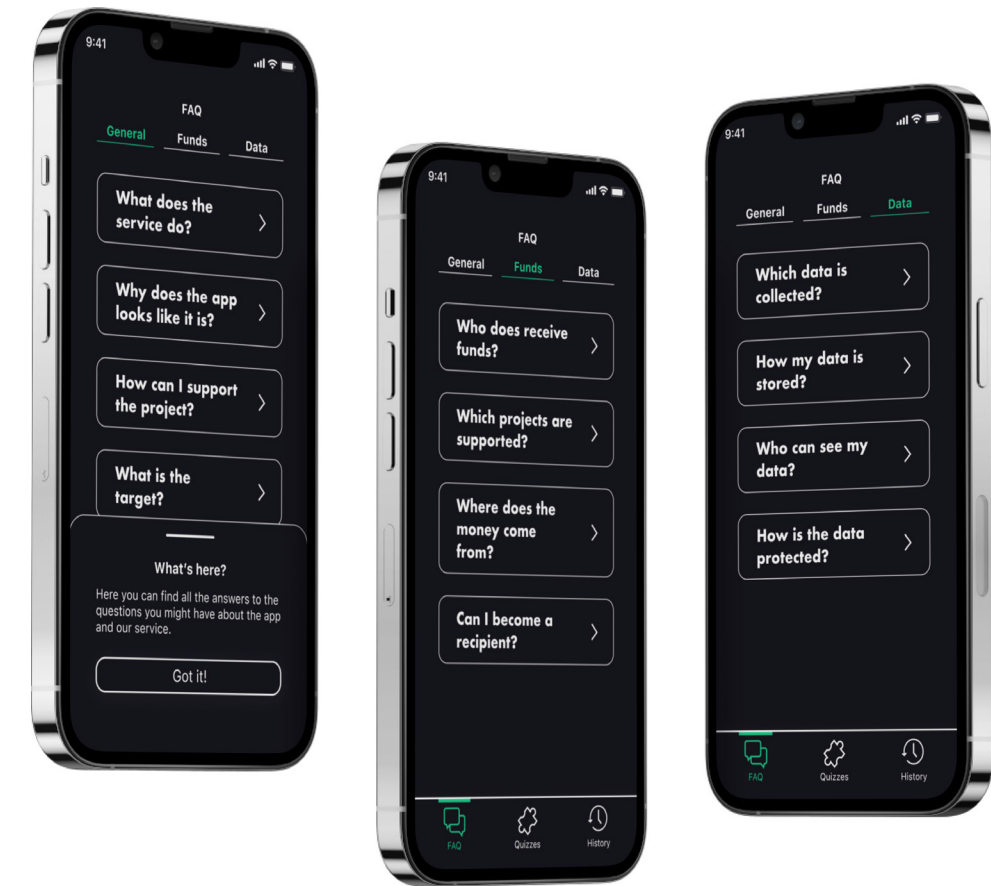 9:41
FAQ
General Funds Data
What does the
service do?
Why does the app
looks like it is?
How can I support
the project?
What is the
target?
What's here?
Here you can find all the answers to the
questions you might have about the app
and our service.
Got it!
9:41
FAQ
General Funds Data
Who does receive
funds?
Which projects are
supported?
Where does the
money come
from?
Can I become a
recipient?
FAQ Quizzes History
9:41
FAQ
General Funds Data
Which data is
collected?
How my data is
stored?
Who can see my
data?
How is the data
protected?
FAQ Quizzes History